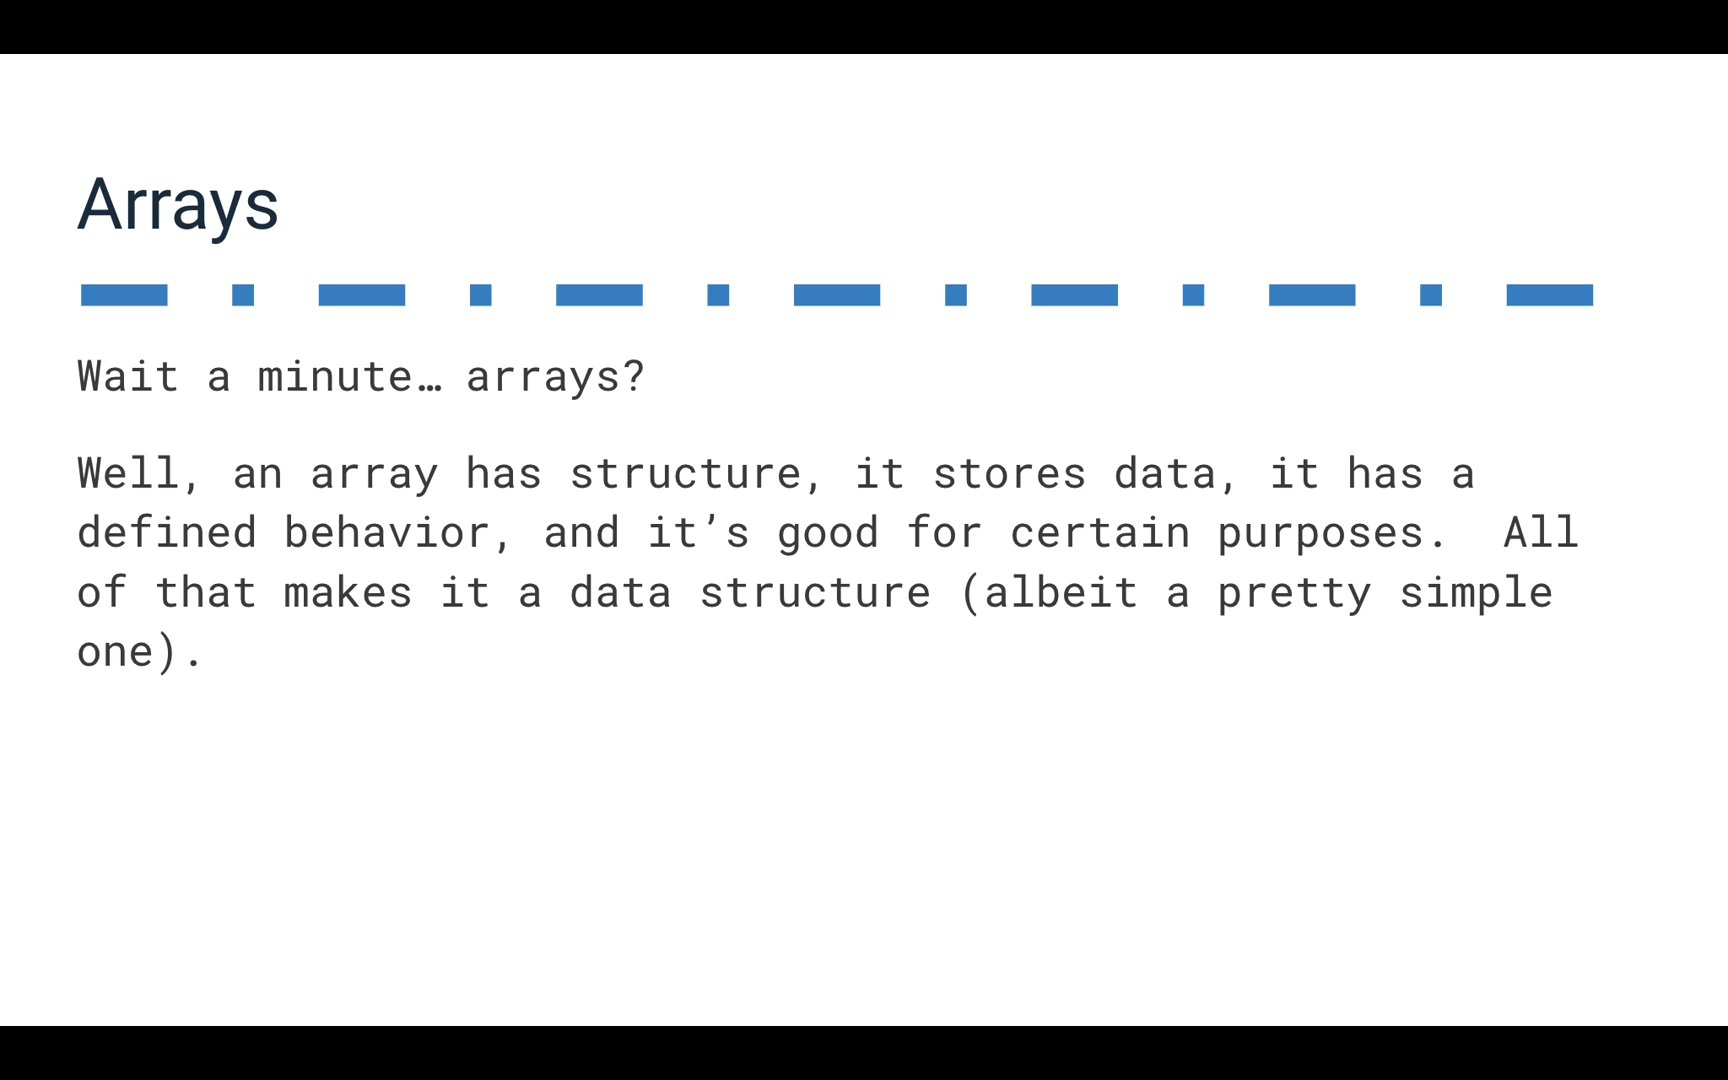 Arrays
Wait a minute… arrays?
Well, an array has structure, it stores data, it has a
defined behavior, and it’s good for certain purposes.  All
of that makes it a data structure (albeit a pretty simple
one).